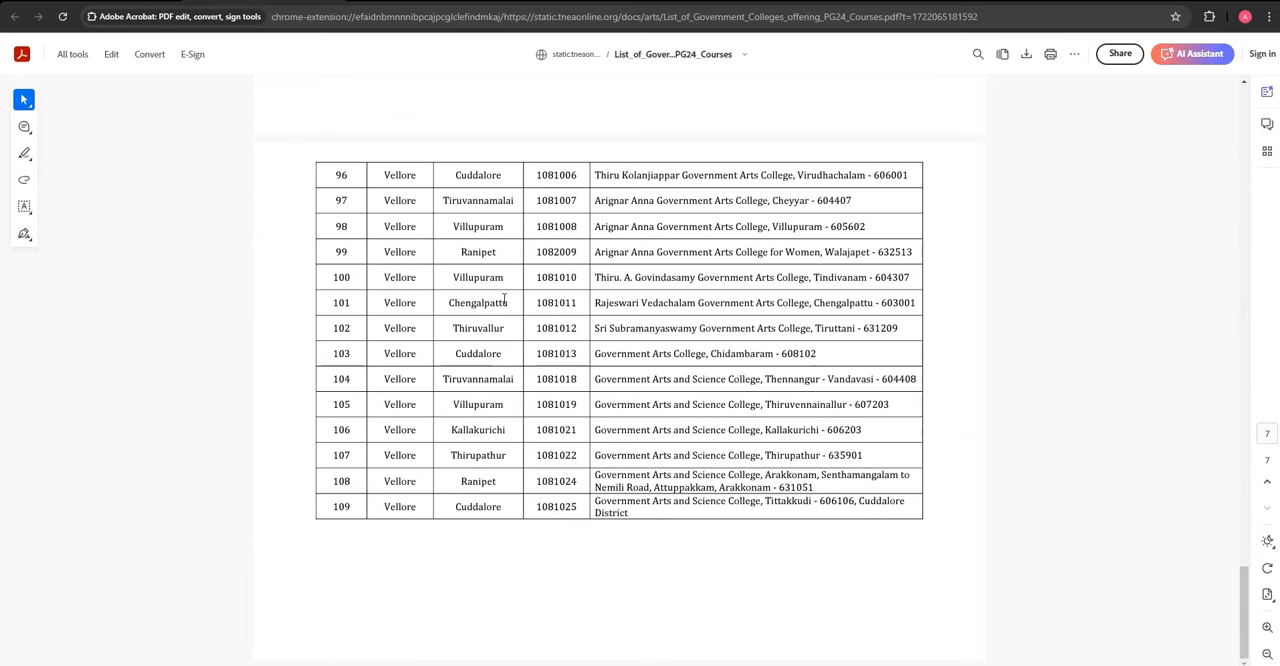 Adobe Acrobat: PDF edit, convert, sign tools chrome-extension://efaidnbmnnnibpcajpcglclefindmkaj/https://static.tneaonline.org/docs/arts/List_of_Government_Colleges_offering_PG24_Courses.pdf?t=1722065181592 A
All tools Edit Convert E-Sign static.tneaon... / List_of_Gover...PG24_Courses Share AI Assistant Sign in
96 Vellore Cuddalore 1081006 Thiru Kolanjiappar Government Arts College, Virudhachalam - 606001
97 Vellore Tiruvannamalai 1081007 Arignar Anna Government Arts College, Cheyyar - 604407
98 Vellore Villupuram 1081008 Arignar Anna Government Arts College, Villupuram - 605602
99 Vellore Ranipet 1082009 Arignar Anna Government Arts College for Women, Walajapet - 632513
100 Vellore Villupuram 1081010 Thiru. A. Govindasamy Government Arts College, Tindivanam - 604307
101 Vellore Chengalpattu 1081011 Rajeswari Vedachalam Government Arts College, Chengalpattu - 603001
102 Vellore Thiruvallur 1081012 Sri Subramanyaswamy Government Arts College, Tiruttani - 631209
103 Vellore Cuddalore 1081013 Government Arts College, Chidambaram - 608102
104 Vellore Tiruvannamalai 1081018 Government Arts and Science College, Thennangur - Vandavasi - 604408
105 Vellore Villupuram 1081019 Government Arts and Science College, Thiruvennainallur - 607203
106 Vellore Kallakurichi 1081021 Government Arts and Science College, Kallakurichi - 606203
107 Vellore Thirupathur 1081022 Government Arts and Science College, Thirupathur - 635901
108 Vellore Ranipet 1081024 Government Arts and Science College, Arakkonam, Senthamangalam to
Nemili Road, Attuppakkam, Arakkonam - 631051
109 Vellore Cuddalore 1081025 Government Arts and Science College, Tittakkudi - 606106, Cuddalore
District
7
7